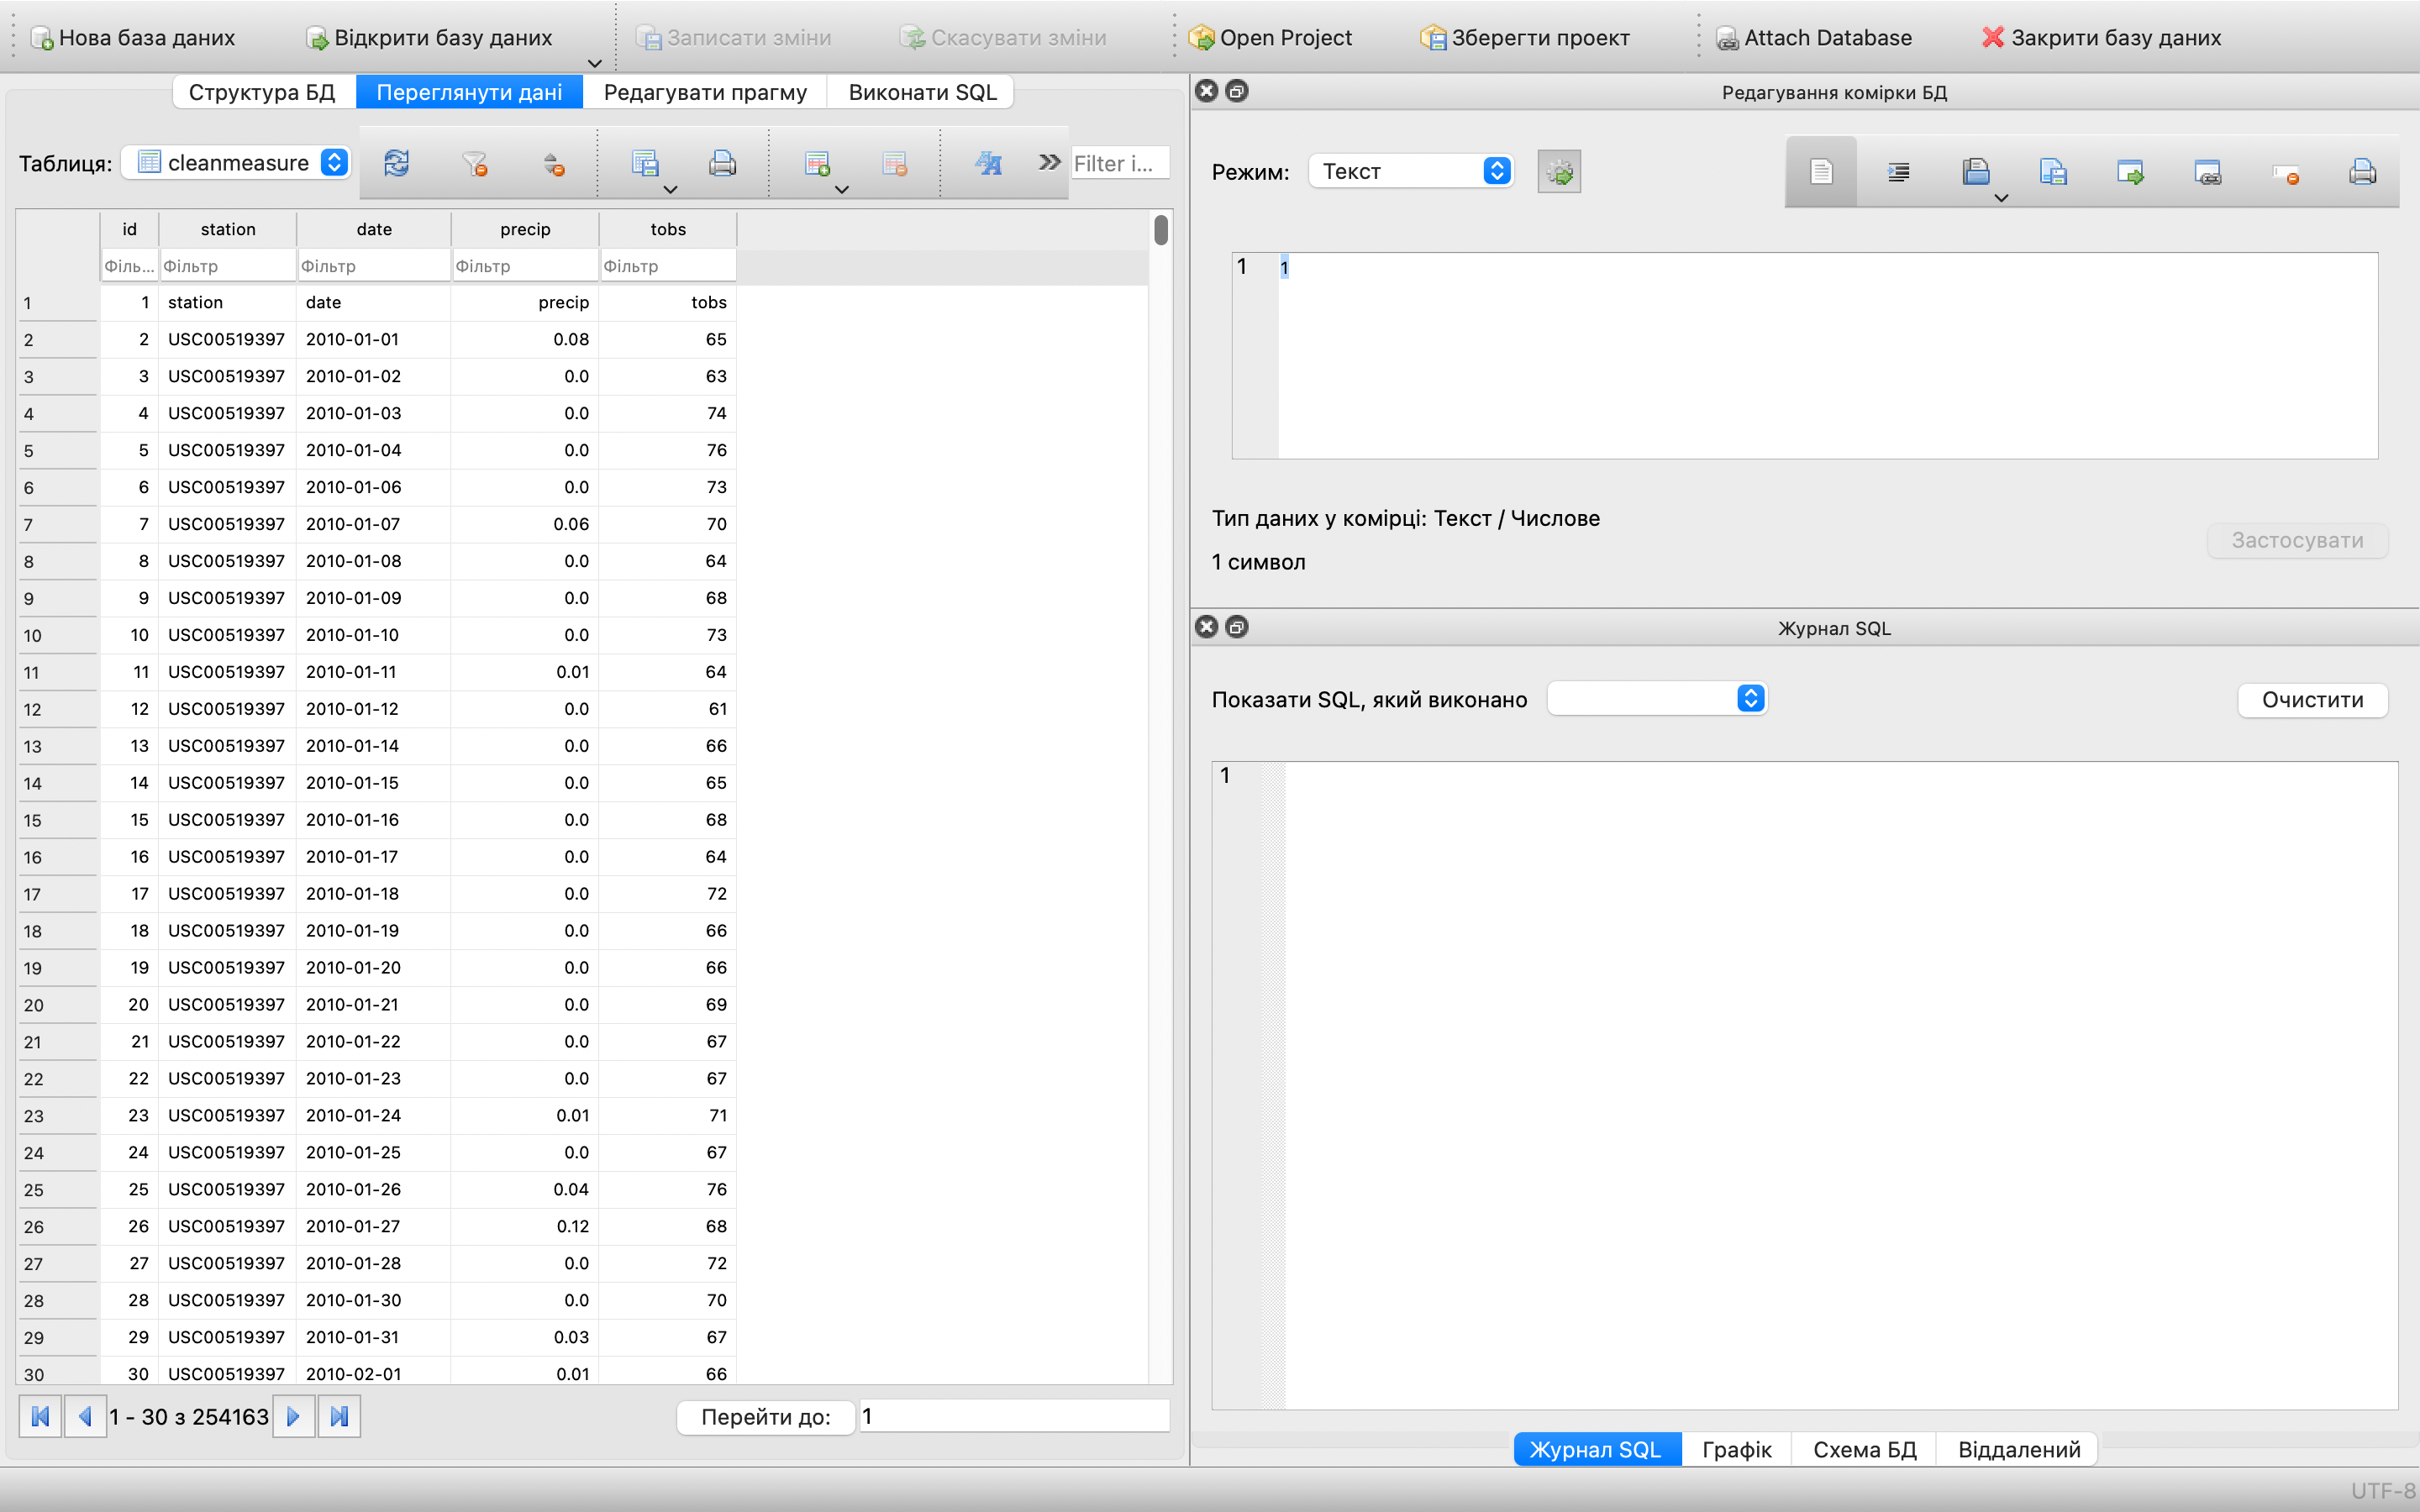 Нова база даних Відкрити базу даних Записати зміни Скасувати зміни Open Project Зберегти проект Attach Database Закрити базу даних
Структура БД Переглянути дані Редагувати прагму Виконати SQL
Таблиця: cleanmeasure Filter i...
id station date precip tobs
Філь... Фільтр Фільтр Фільтр Фільтр
1 1 station date precip tobs
2 2 USC00519397 2010-01-01 0.08 65
3 3 USC00519397 2010-01-02 0.0 63
4 4 USC00519397 2010-01-03 0.0 74
5 5 USC00519397 2010-01-04 0.0 76
6 6 USC00519397 2010-01-06 0.0 73
7 7 USC00519397 2010-01-07 0.06 70
8 8 USC00519397 2010-01-08 0.0 64
9 9 USC00519397 2010-01-09 0.0 68
10 10 USC00519397 2010-01-10 0.0 73
11 11 USC00519397 2010-01-11 0.01 64
12 12 USC00519397 2010-01-12 0.0 61
13 13 USC00519397 2010-01-14 0.0 66
14 14 USC00519397 2010-01-15 0.0 65
15 15 USC00519397 2010-01-16 0.0 68
16 16 USC00519397 2010-01-17 0.0 64
17 17 USC00519397 2010-01-18 0.0 72
18 18 USC00519397 2010-01-19 0.0 66
19 19 USC00519397 2010-01-20 0.0 66
20 20 USC00519397 2010-01-21 0.0 69
21 21 USC00519397 2010-01-22 0.0 67
22 22 USC00519397 2010-01-23 0.0 67
23 23 USC00519397 2010-01-24 0.01 71
24 24 USC00519397 2010-01-25 0.0 67
25 25 USC00519397 2010-01-26 0.04 76
26 26 USC00519397 2010-01-27 0.12 68
27 27 USC00519397 2010-01-28 0.0 72
28 28 USC00519397 2010-01-30 0.0 70
29 29 USC00519397 2010-01-31 0.03 67
30 30 USC00519397 2010-02-01 0.01 66
1 - 30 з 254163 Перейти до: 1
Редагування комірки БД
Режим: Текст
1 1
Тип даних у комірці: Текст / Числове
1 символ
Застосувати
Журнал SQL
Показати SQL, який виконано Очистити
1
Журнал SQL Графік Схема БД Віддалений
UTF-8